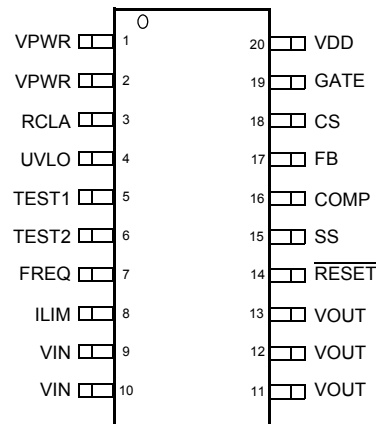 VPWR 1 20 VDD
VPWR 2 19 GATE
RCLA 3 18 CS
UVLO 4 17 FB
TEST1 5 16 COMP
TEST2 6 15 SS
FREQ 7 14 RESET
ILIM 8 13 VOUT
VIN 9 12 VOUT
VIN 10 11 VOUT